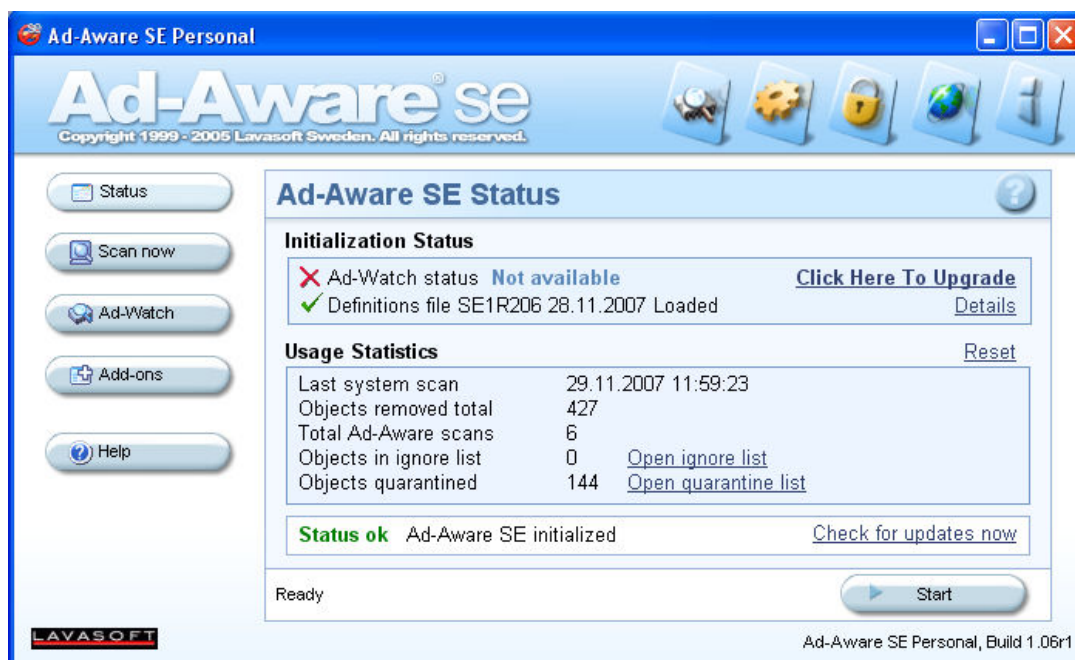 Ad-Aware SE Personal
Ad-Aware® se
Copyright 1999 - 2005 Lavasoft Sweden. All rights reserved.
Status
Scan now
Ad-Watch
Add-ons
Help
Ad-Aware SE Status
?
Initialization Status
Ad-Watch status Not available Click Here To Upgrade
Definitions file SE1R206 28.11.2007 Loaded Details
Usage Statistics Reset
Last system scan 29.11.2007 11:59:23
Objects removed total 427
Total Ad-Aware scans 6
Objects in ignore list 0 Open ignore list
Objects quarantined 144 Open quarantine list
Status ok Ad-Aware SE initialized Check for updates now
Ready Start
LAVASOFT
Ad-Aware SE Personal, Build 1.06r1